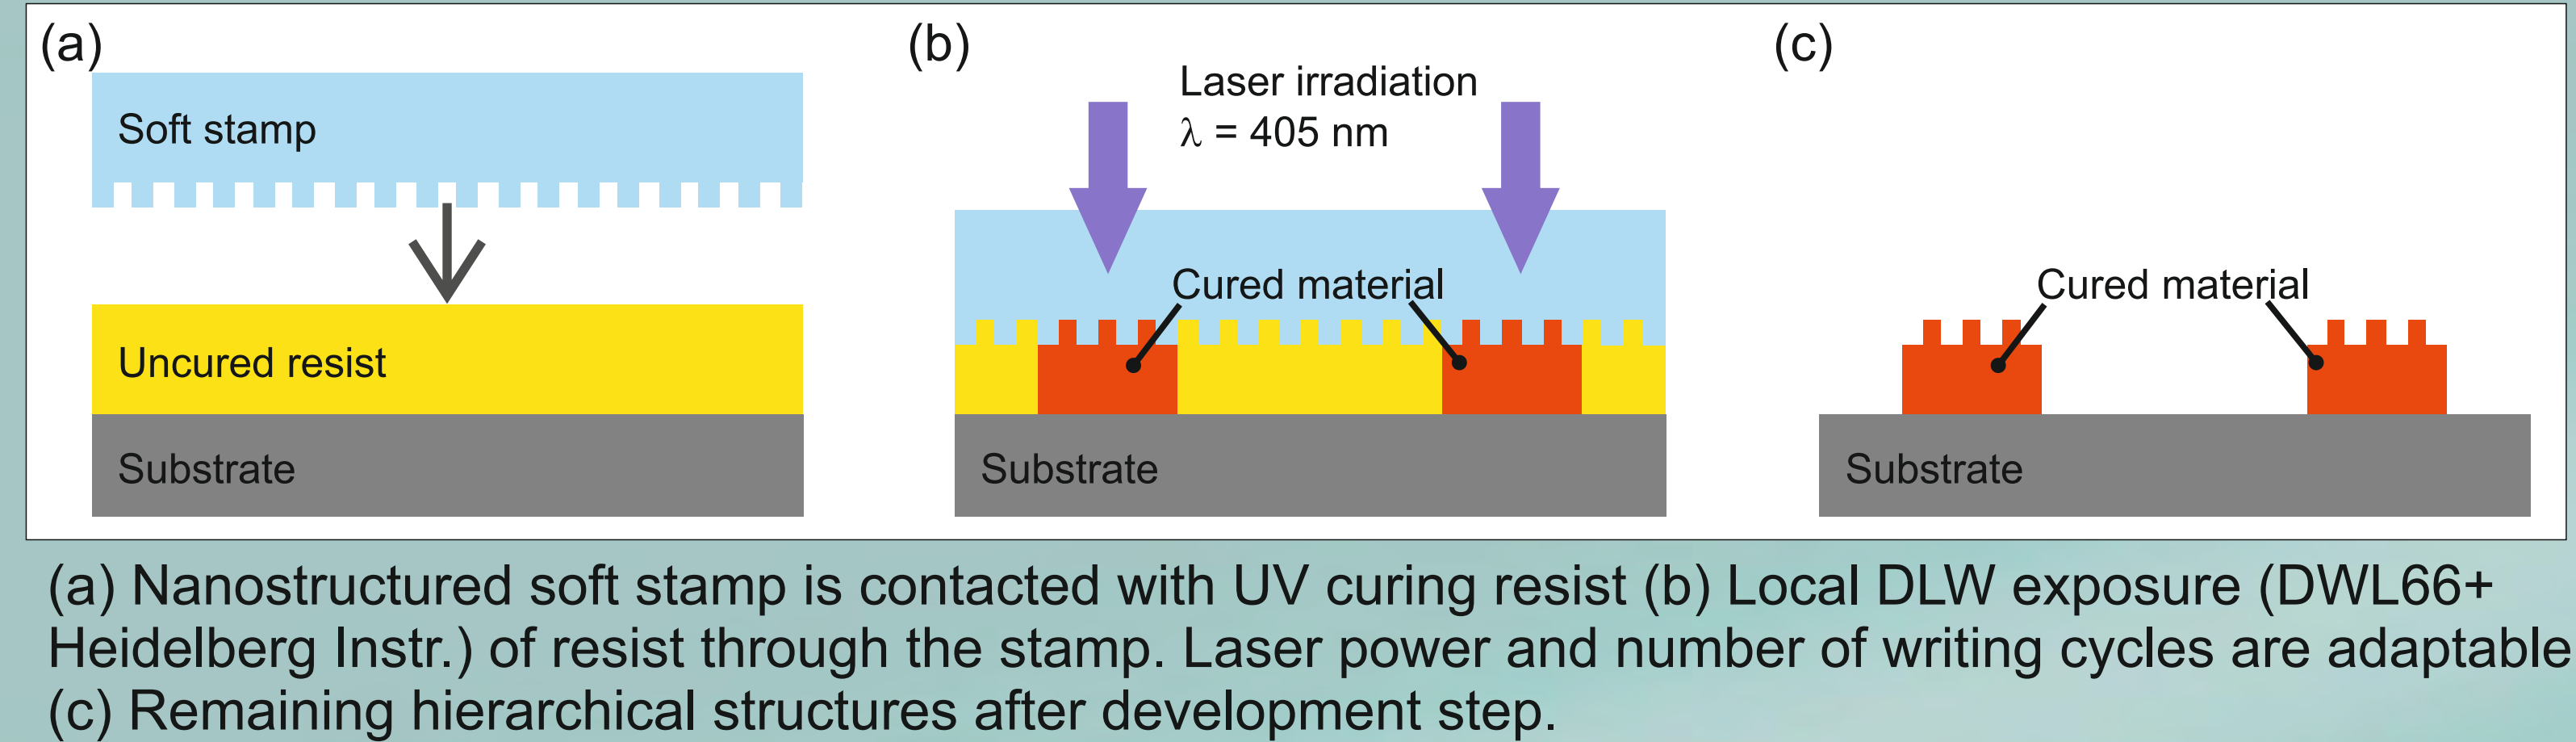 (a)
Soft stamp
Uncured resist
Substrate
(b)
Laser irradiation
λ = 405 nm
Cured material
Substrate
(c)
Cured material
Substrate
(a) Nanostructured soft stamp is contacted with UV curing resist (b) Local DLW exposure (DWL66+
Heidelberg Instr.) of resist through the stamp. Laser power and number of writing cycles are adaptable
(c) Remaining hierarchical structures after development step.